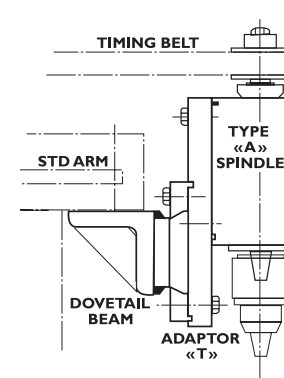 TIMING BELT
TYPE
«A»
SPINDLE
STD ARM
DOVETAIL
BEAM
ADAPTOR
«T»